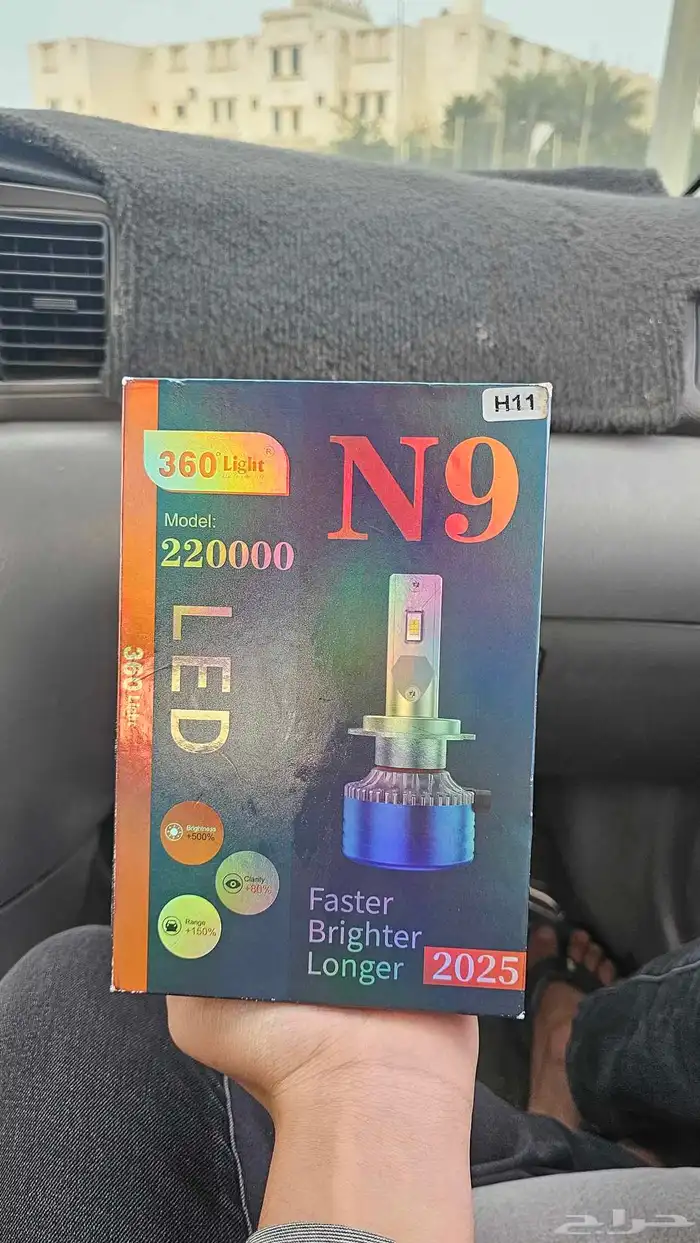 H11
360° Light®
N9
Model:
220000
LED
360 Light
Brightness
+500%
Clarity
+80%
Range
+150%
Faster
Brighter
Longer
2025
حراج